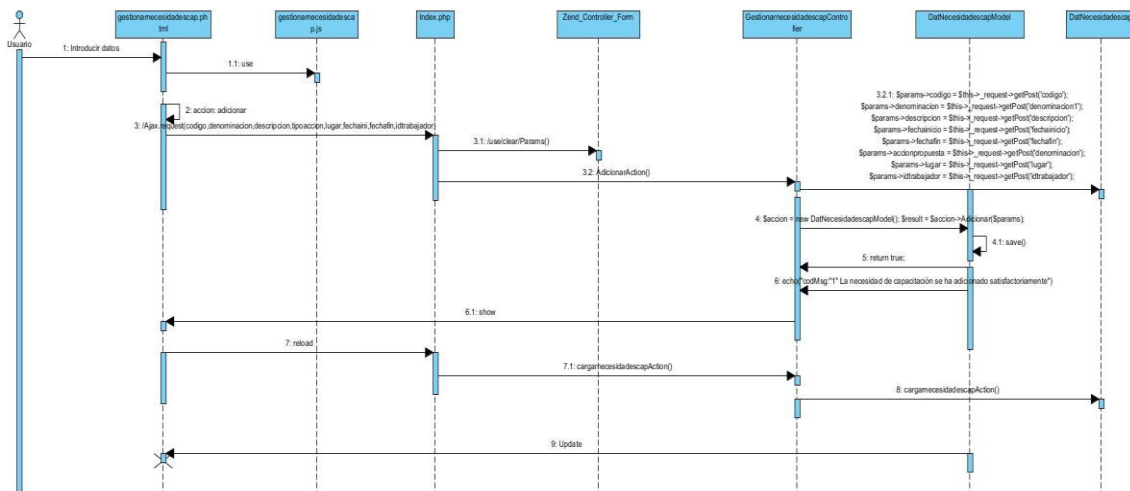 Usuario
gestionarnecesidadescap.ph
tml
gestionarnecesidadesca
p.js
Index.php
Zend_Controller_Form
GestionarnecesidadescapController
DatNecesidadescapModel
DatNecesidadescap
1: Introducir datos
1.1: use
2: accion: adicionar
3: /Ajax.request(codigo,denominacion,descripcion,tipoaccion,lugar,fechaini,fechafin,idtrabajador)
3.1: /use/clear/Params()
3.2: AdicionarAction()
3.2.1: $params->codigo = $this->_request->getPost('codigo');
$params->denominacion = $this->_request->getPost('denominacion1');
$params->descripcion = $this->_request->getPost('descripcion');
$params->fechainicio = $this->_request->getPost('fechainicio');
$params->fechafin = $this->_request->getPost('fechafin');
$params->accionpropuesta = $this->_request->getPost('denominacion');
$params->lugar = $this->_request->getPost('lugar');
$params->idtrabajador = $this->_request->getPost('idtrabajador');
4: $accion = new DatNecesidadescapModel(); $result = $accion->Adicionar($params);
4.1: save()
5: return true;
6: echo("codMsg:"1" La necesidad de capacitación se ha adicionado satisfactoriamente")
6.1: show
7: reload
7.1: cargarnecesidadescapAction()
8: cargarnecesidadescapAction()
9: Update